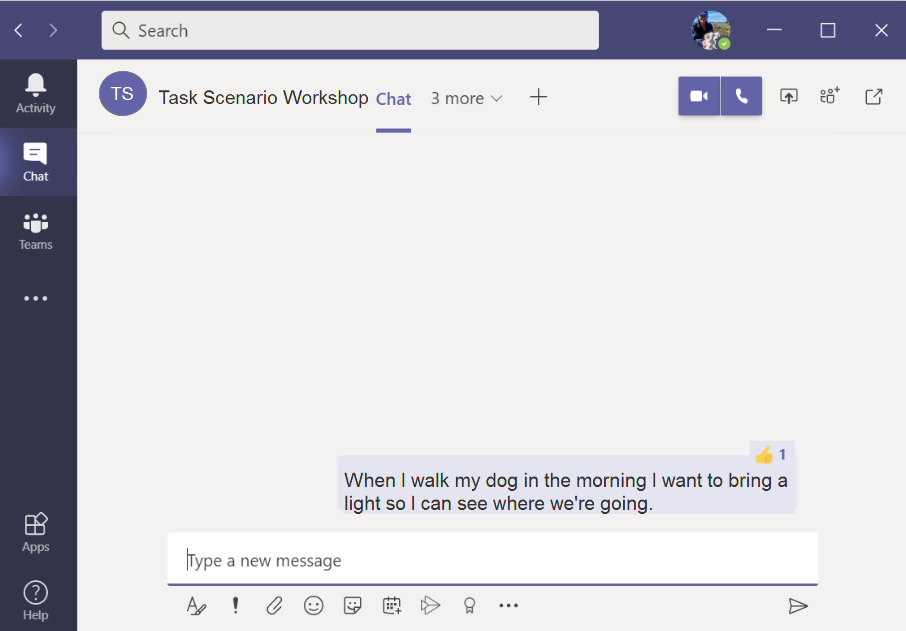 Search
Activity
Chat
Teams
Apps
Help
TS
Task Scenario Workshop Chat 3 more
1
When I walk my dog in the morning I want to bring a
light so I can see where we're going.
Type a new message